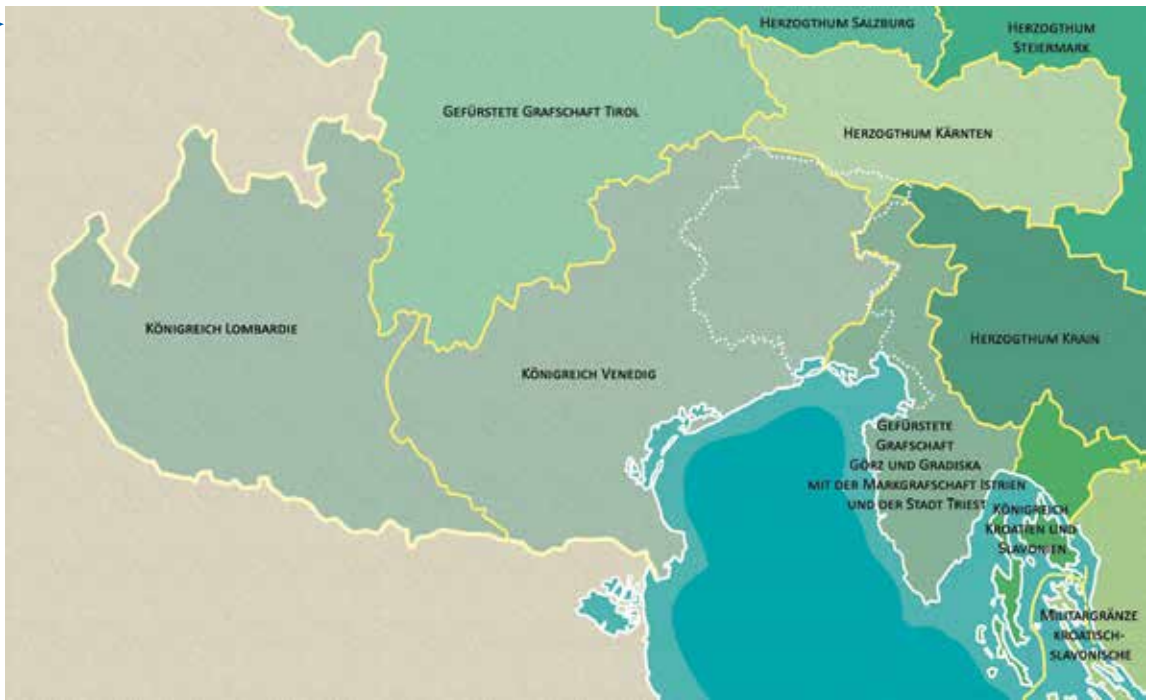 Herzogthum Salzburg
Herzogthum
Steiermark
Gefürstete Grafschaft Tirol
Herzogthum Kärnten
Königreich Lombardie
Herzogthum Krain
Königreich Venedig
Gefürstete
Grafschaft
Görz und Gradiska
mit der Markgrafschaft Istrien
und der Stadt Triest
Königreich
Kroatien und
Slavonien
Militargränze
kroatisch-
slavonische